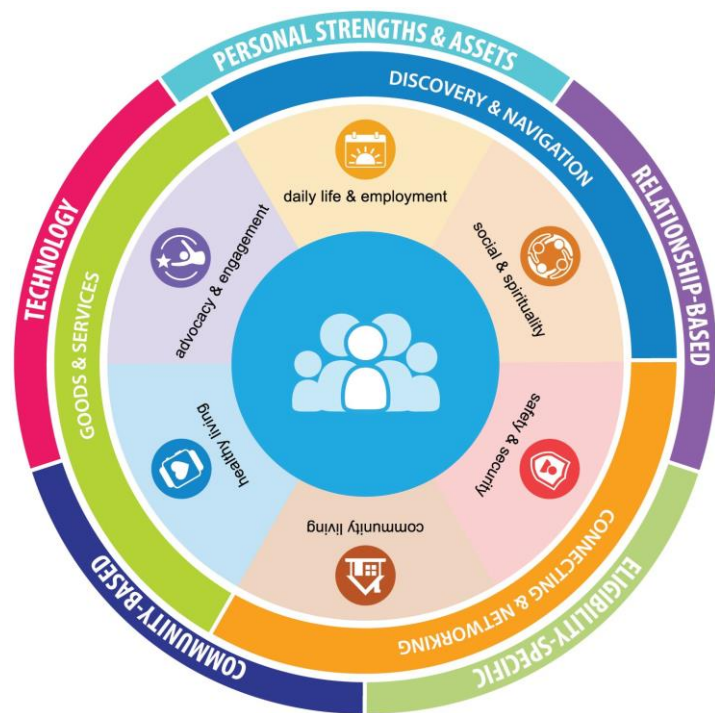 PERSONAL STRENGTHS & ASSETS
RELATIONSHIP-BASED
ELIGIBILITY-SPECIFIC
COMMUNITY-BASED
TECHNOLOGY
DISCOVERY & NAVIGATION
CONNECTING & NETWORKING
GOODS & SERVICES
daily life & employment
social & spirituality
safety & security
community living
healthy living
advocacy & engagement